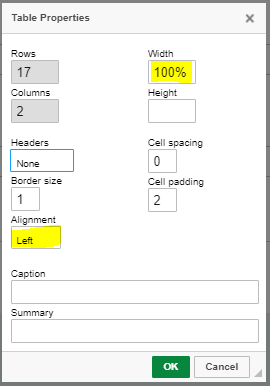 Table Properties ×
Rows Width
17 100%
Columns Height
2
Headers Cell spacing
None 0
Border size Cell padding
1 2
Alignment
Left
Caption
Summary
OK Cancel